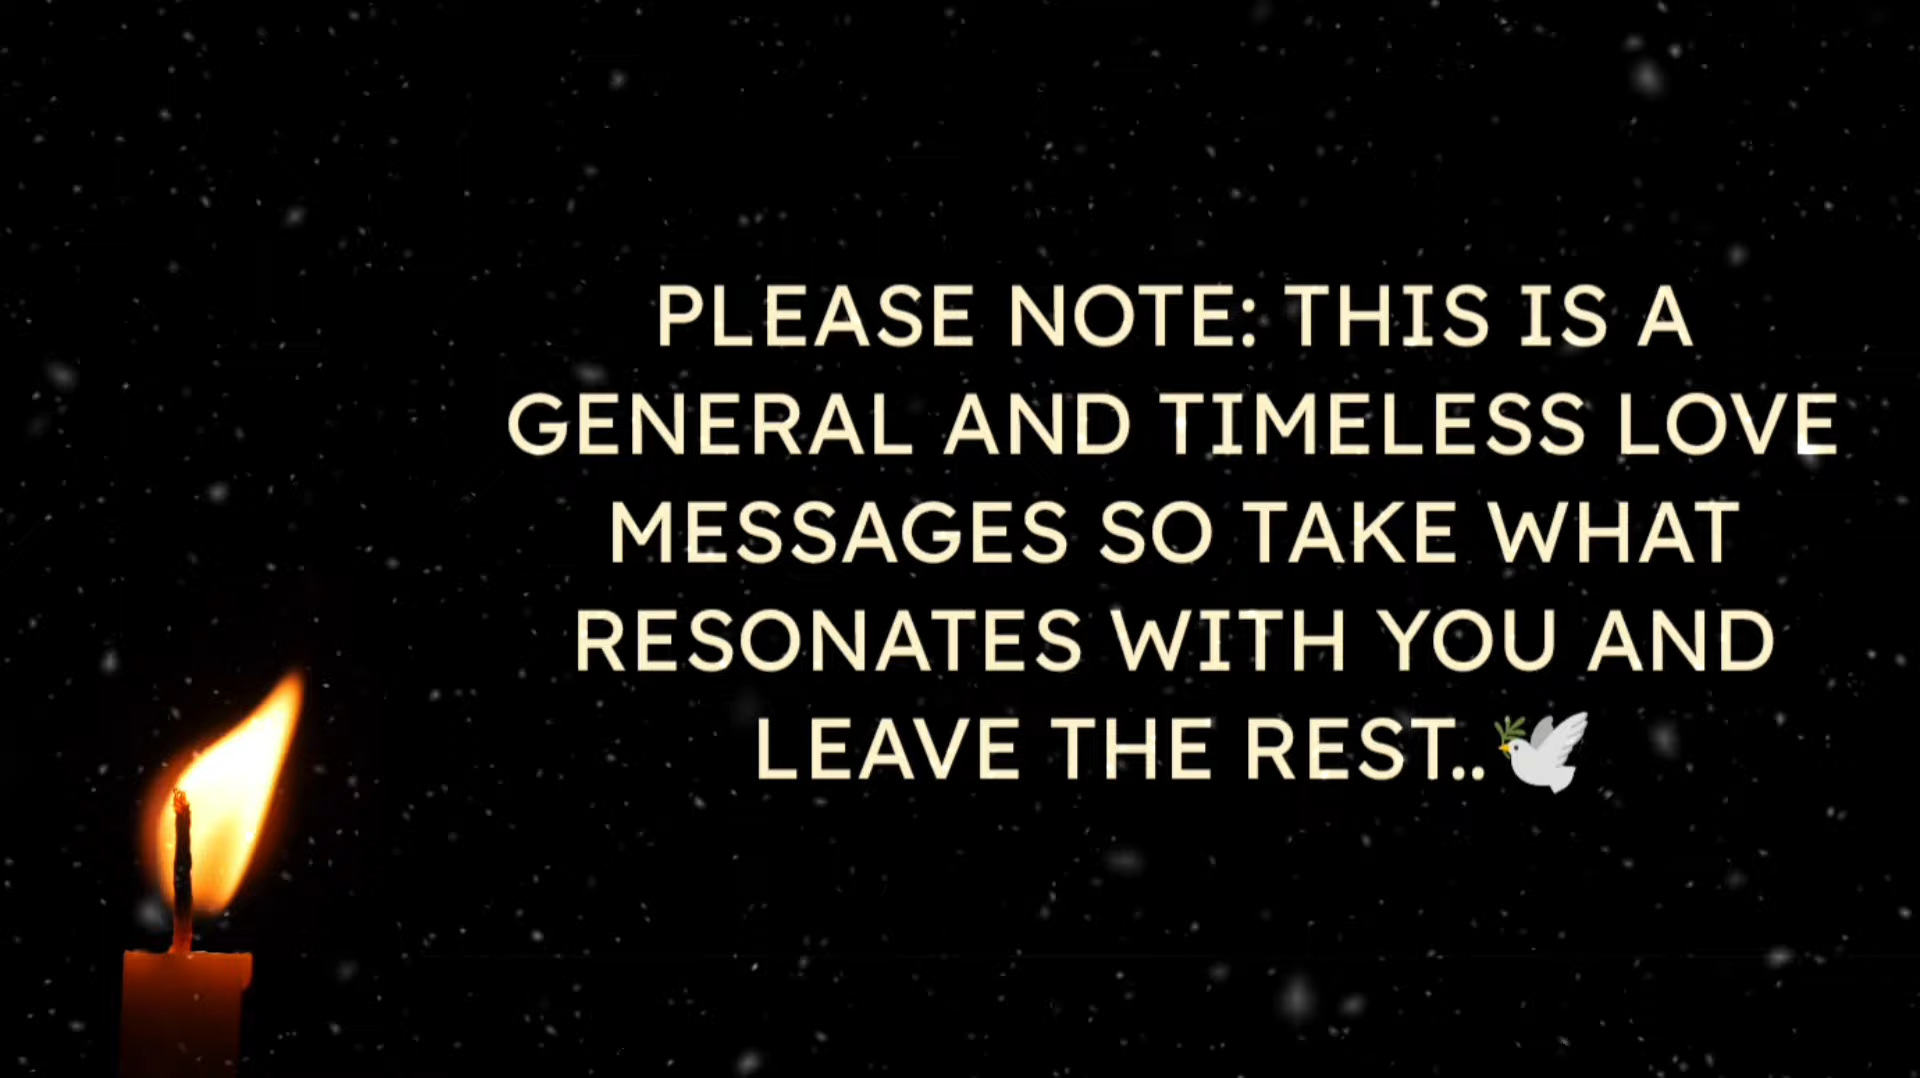 PLEASE NOTE: THIS IS A
GENERAL AND TIMELESS LOVE
MESSAGES SO TAKE WHAT
RESONATES WITH YOU AND
LEAVE THE REST..🕊️